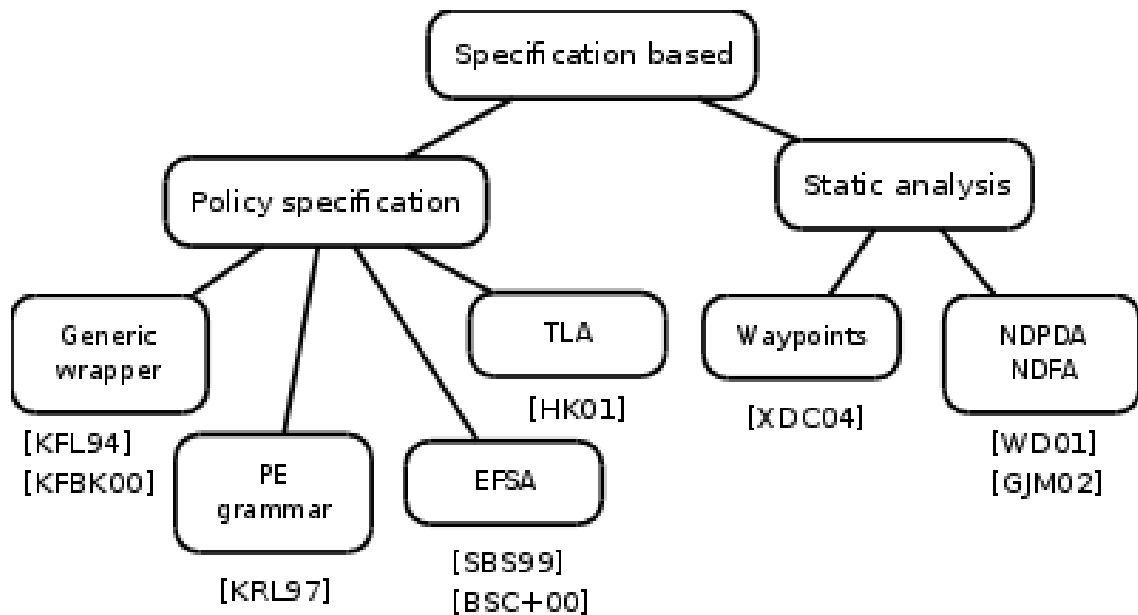 Specification based
Policy specification
Static analysis
Generic
wrapper
[KFL94]
[KFBK00]
PE
grammar
[KRL97]
EFSA
[SBS99]
[BSC+00]
TLA
[HK01]
Waypoints
[XDC04]
NDPDA
NDFA
[WD01]
[GJM02]